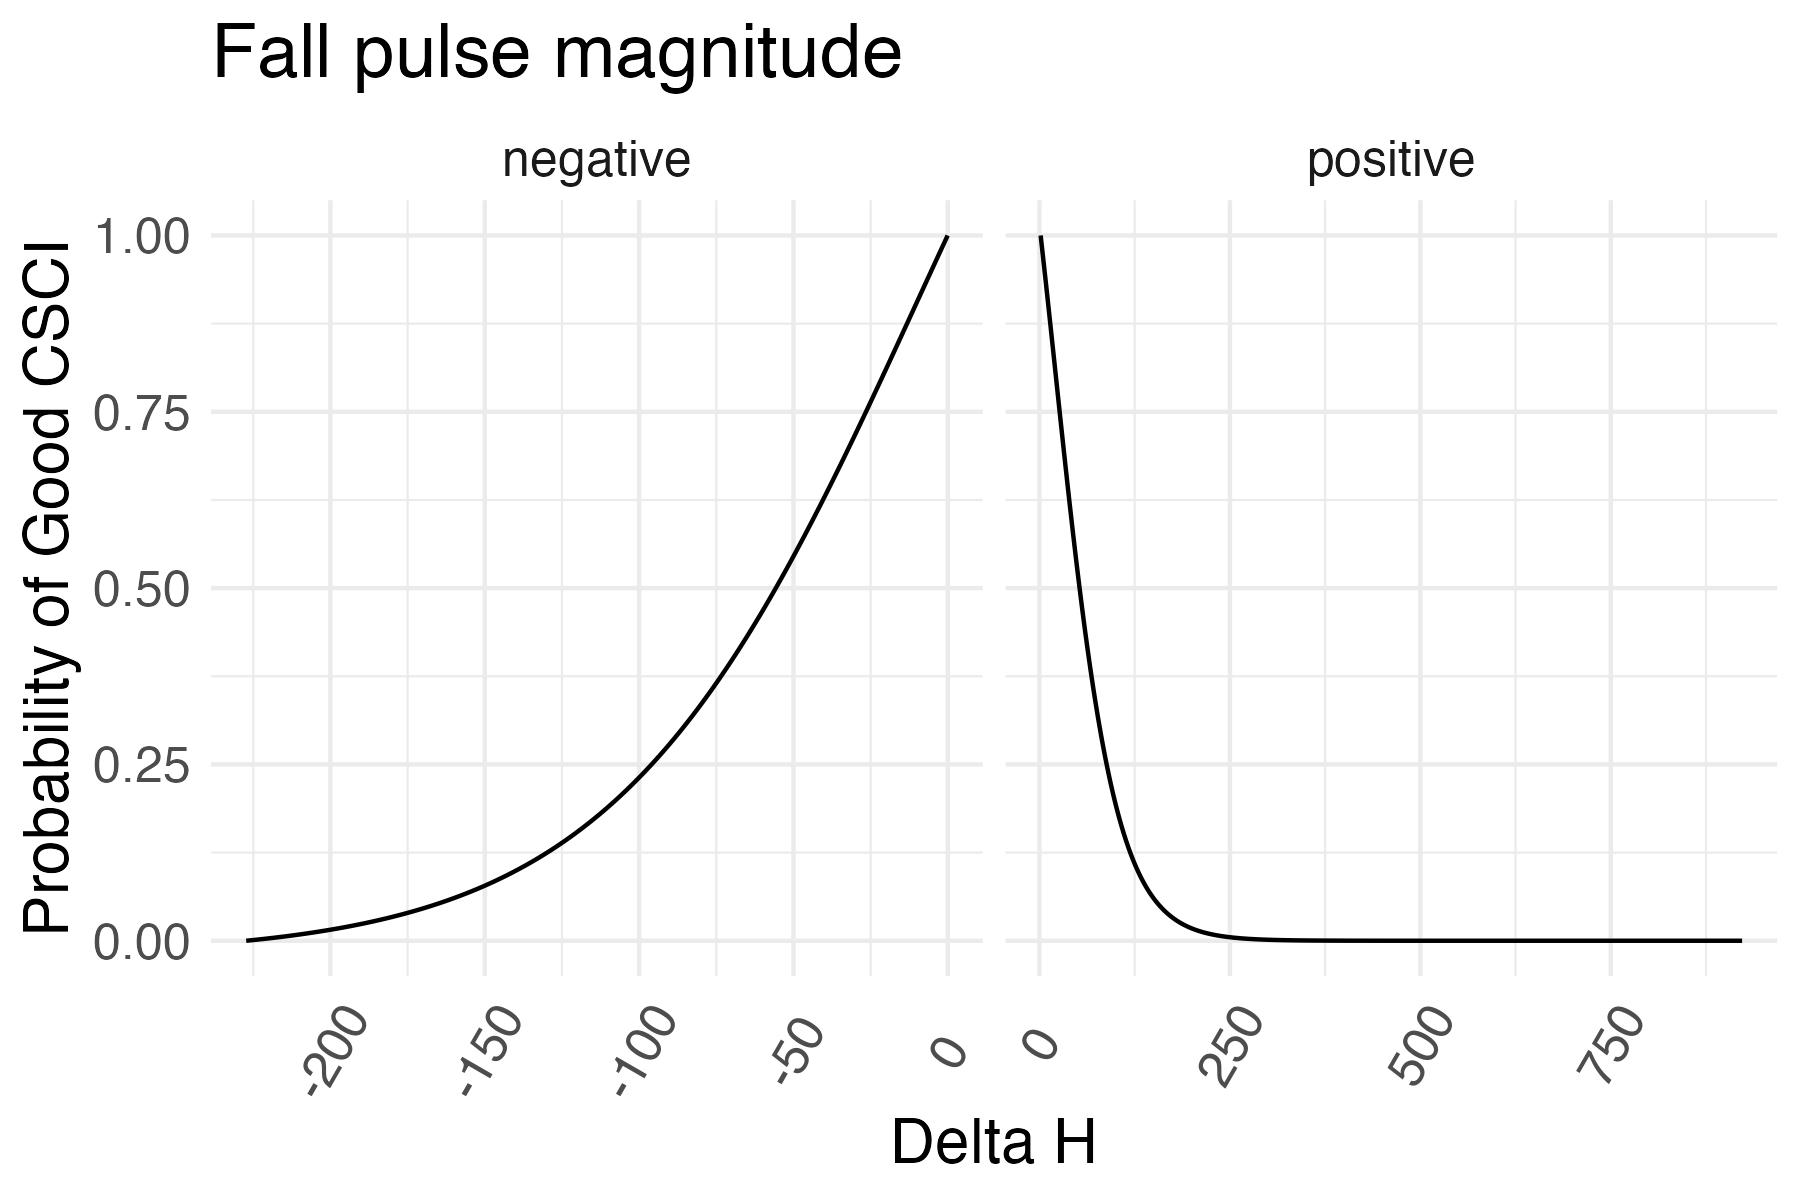 Fall pulse magnitude
negative
positive
Probability of Good CSCI
1.00
0.75
0.50
0.25
0.00
-200 -150 -100 -50 0
0 250 500 750
Delta H